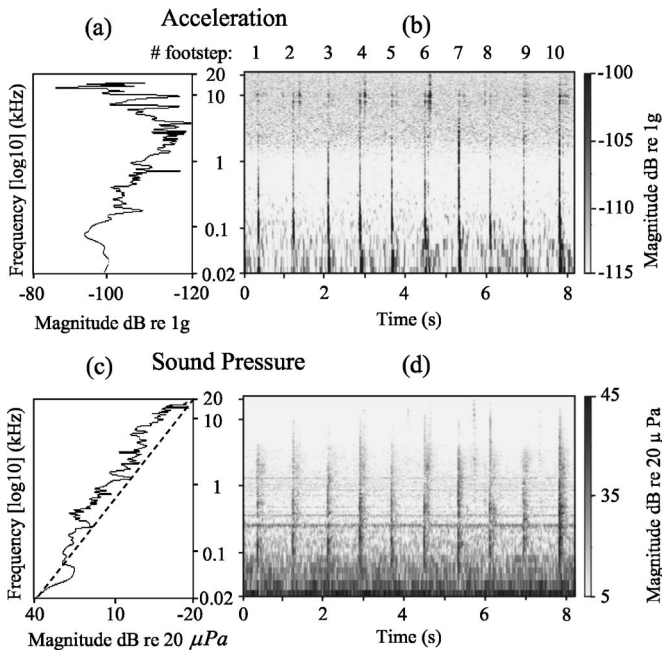 Acceleration
(a)
(b)
# footstep: 1 2 3 4 5 6 7 8 9 10
Frequency [log10] (kHz)
20
10
1
0.1
0.02
-80 -100 -120
Magnitude dB re 1g
0 2 4 6 8
Time (s)
-100
-105
-110
-115
Magnitude dB re 1g
Sound Pressure
(c)
(d)
Frequency [log10] (kHz)
20
10
1
0.1
0.02
40 10 -20
Magnitude dB re 20 μPa
0 2 4 6 8
Time (s)
45
35
25
5
Magnitude dB re 20 μ Pa